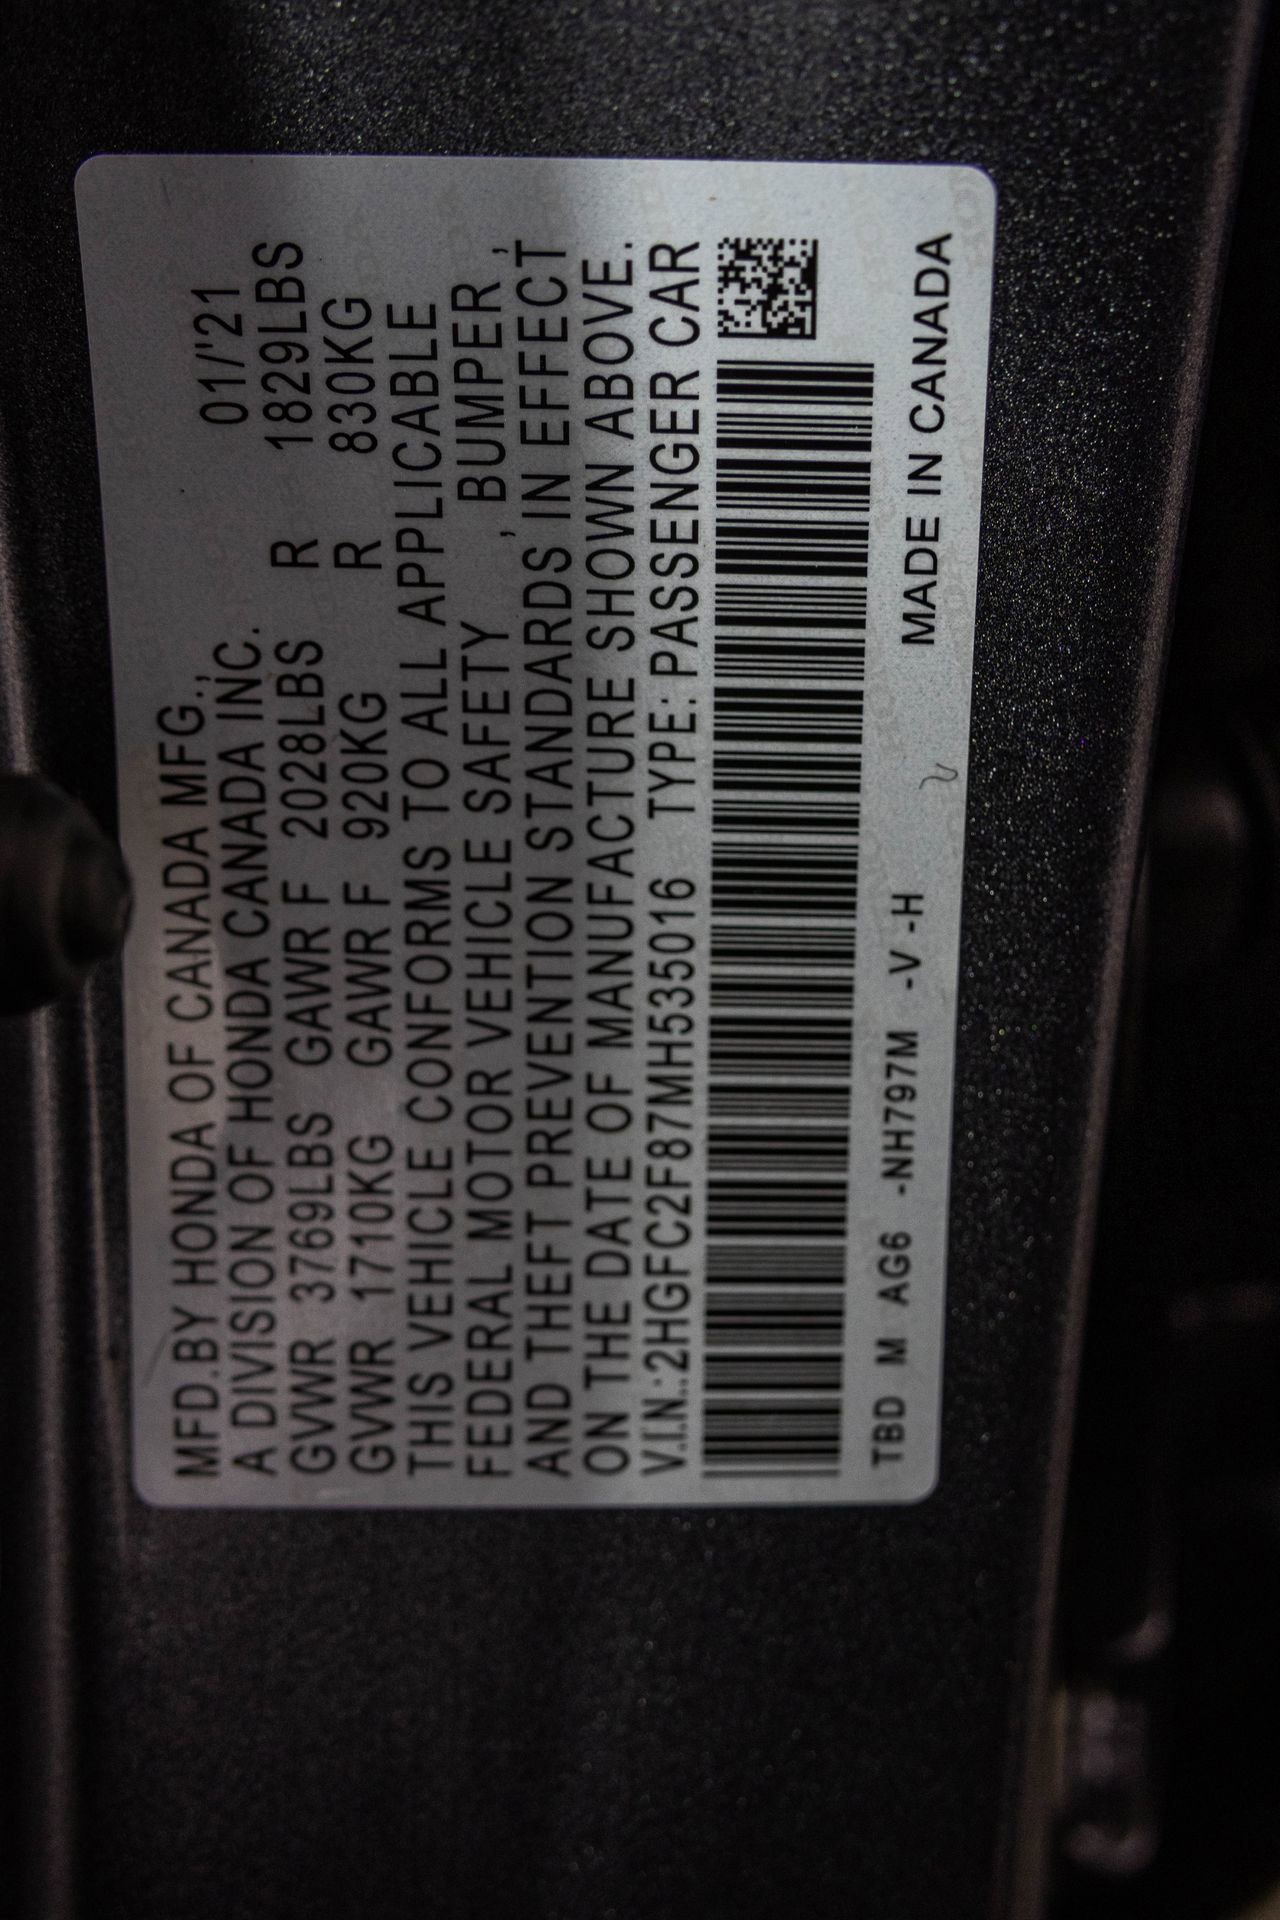 MFD.BY HONDA OF CANADA MFG.,
A DIVISION OF HONDA CANADA INC. 01/'21
GVWR 3769LBS GAWR F 2028LBS R 1829LBS
GVWR 1710KG GAWR F 920KG R 830KG
THIS VEHICLE CONFORMS TO ALL APPLICABLE
FEDERAL MOTOR VEHICLE SAFETY , BUMPER ,
AND THEFT PREVENTION STANDARDS IN EFFECT
ON THE DATE OF MANUFACTURE SHOWN ABOVE.
V.I.N.:2HGFC2F87MH535016 TYPE: PASSENGER CAR
TBD M AG6 -NH797M -V -H MADE IN CANADA